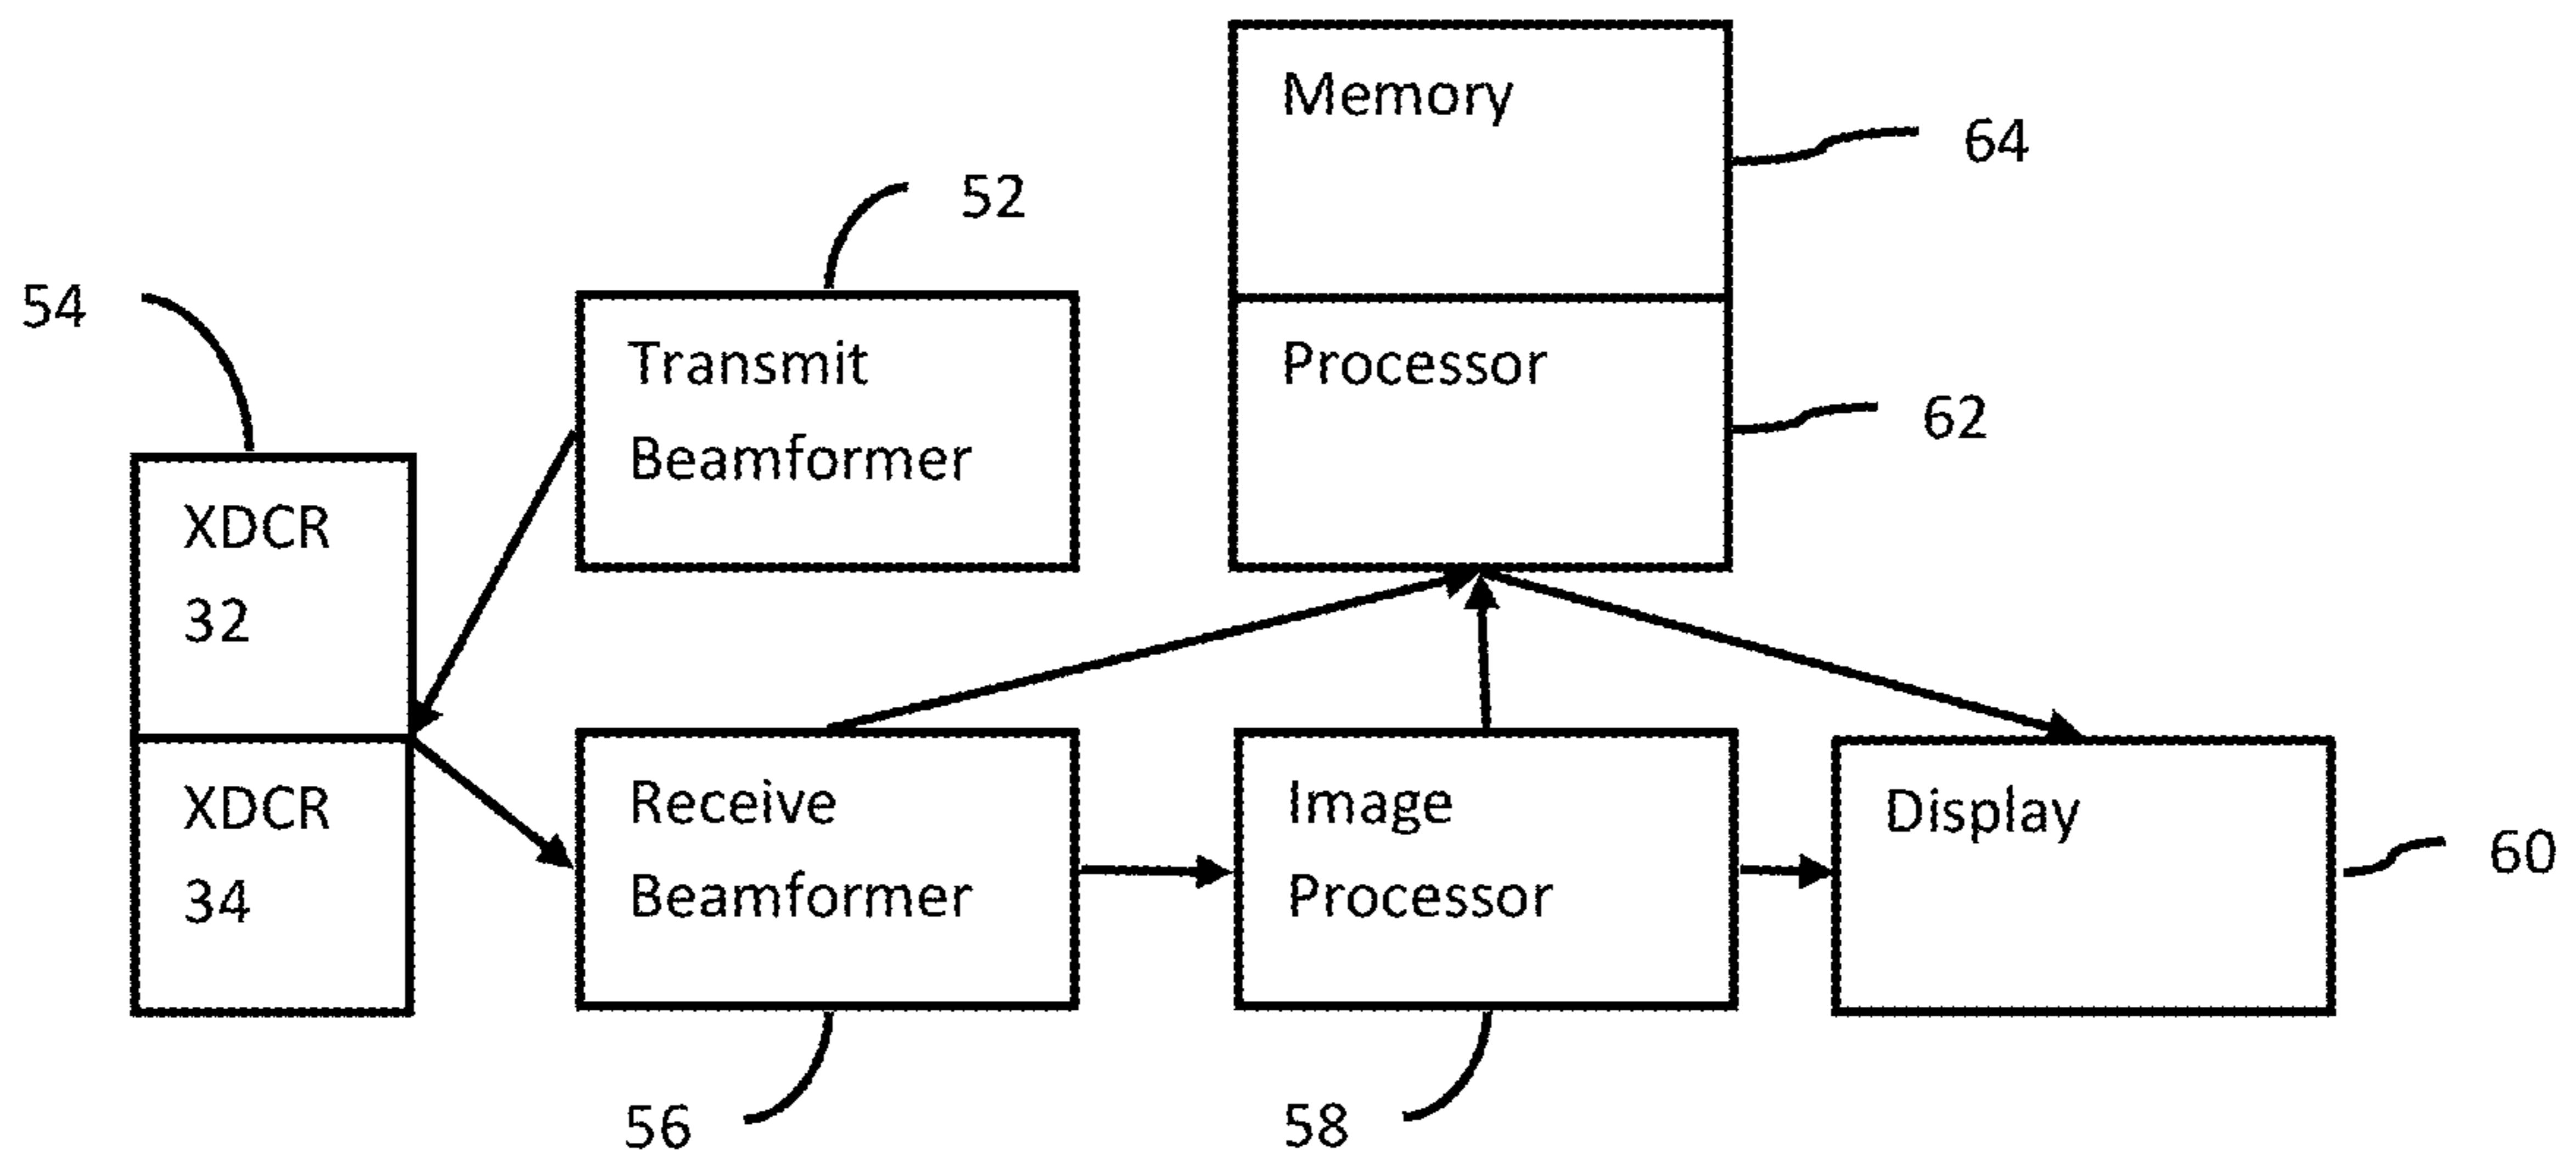 Memory
64
52
54
Transmit
Beamformer
Processor
62
XDCR
32
XDCR
34
Receive
Beamformer
Image
Processor
Display
60
56
58